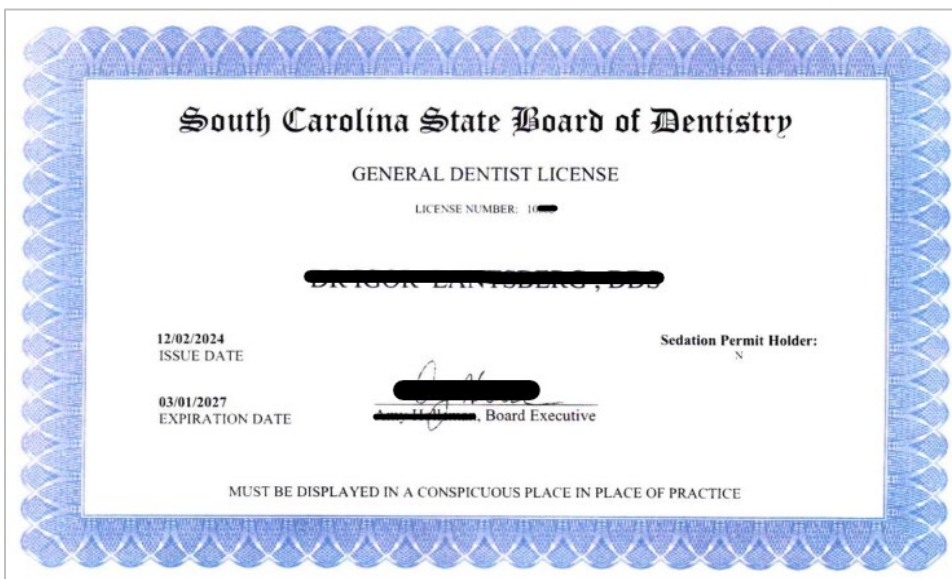 South Carolina State Board of Dentistry
GENERAL DENTIST LICENSE
LICENSE NUMBER: 10
12/02/2024
ISSUE DATE
Sedation Permit Holder:
N
03/01/2027
EXPIRATION DATE
, Board Executive
MUST BE DISPLAYED IN A CONSPICUOUS PLACE IN PLACE OF PRACTICE